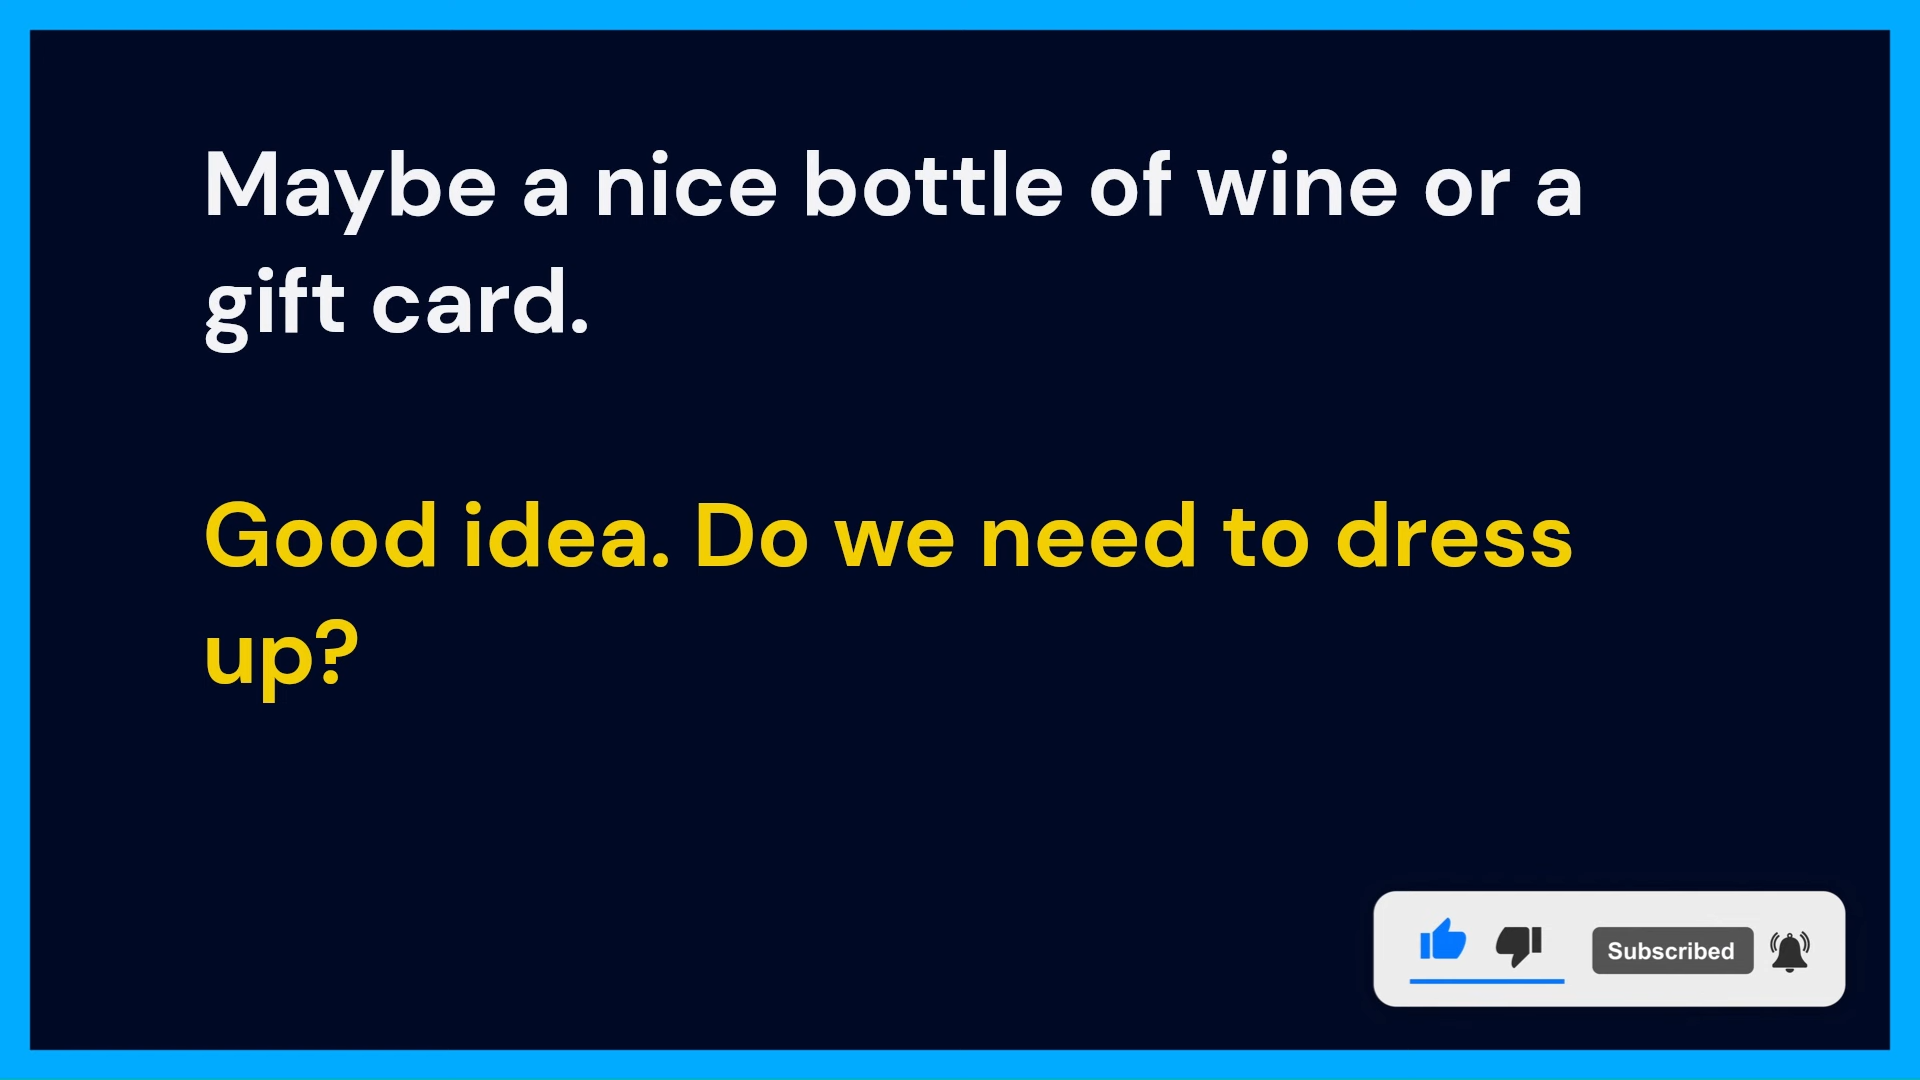 Maybe a nice bottle of wine or a
gift card.
Good idea. Do we need to dress
up?
Subscribed